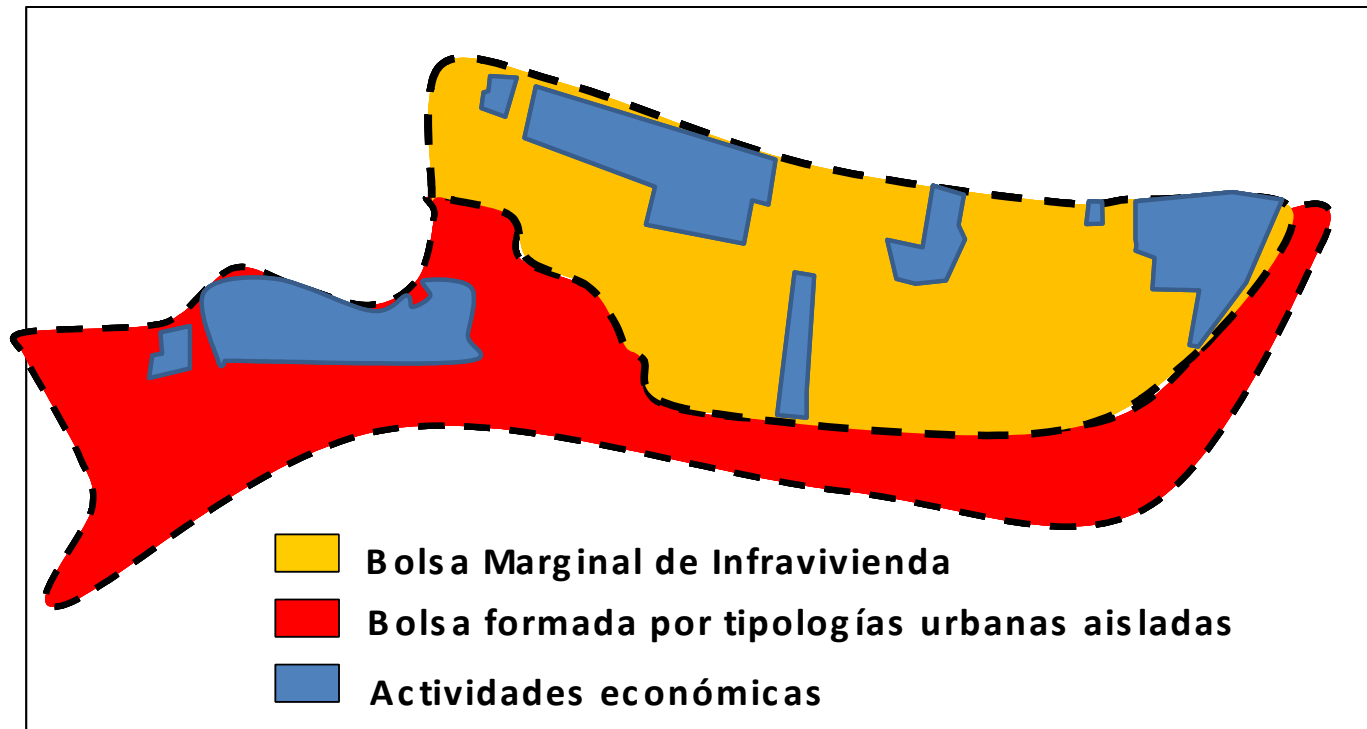 Bolsa Marginal de Infravivienda
Bolsa formada por tipologías urbanas aisladas
Actividades económicas